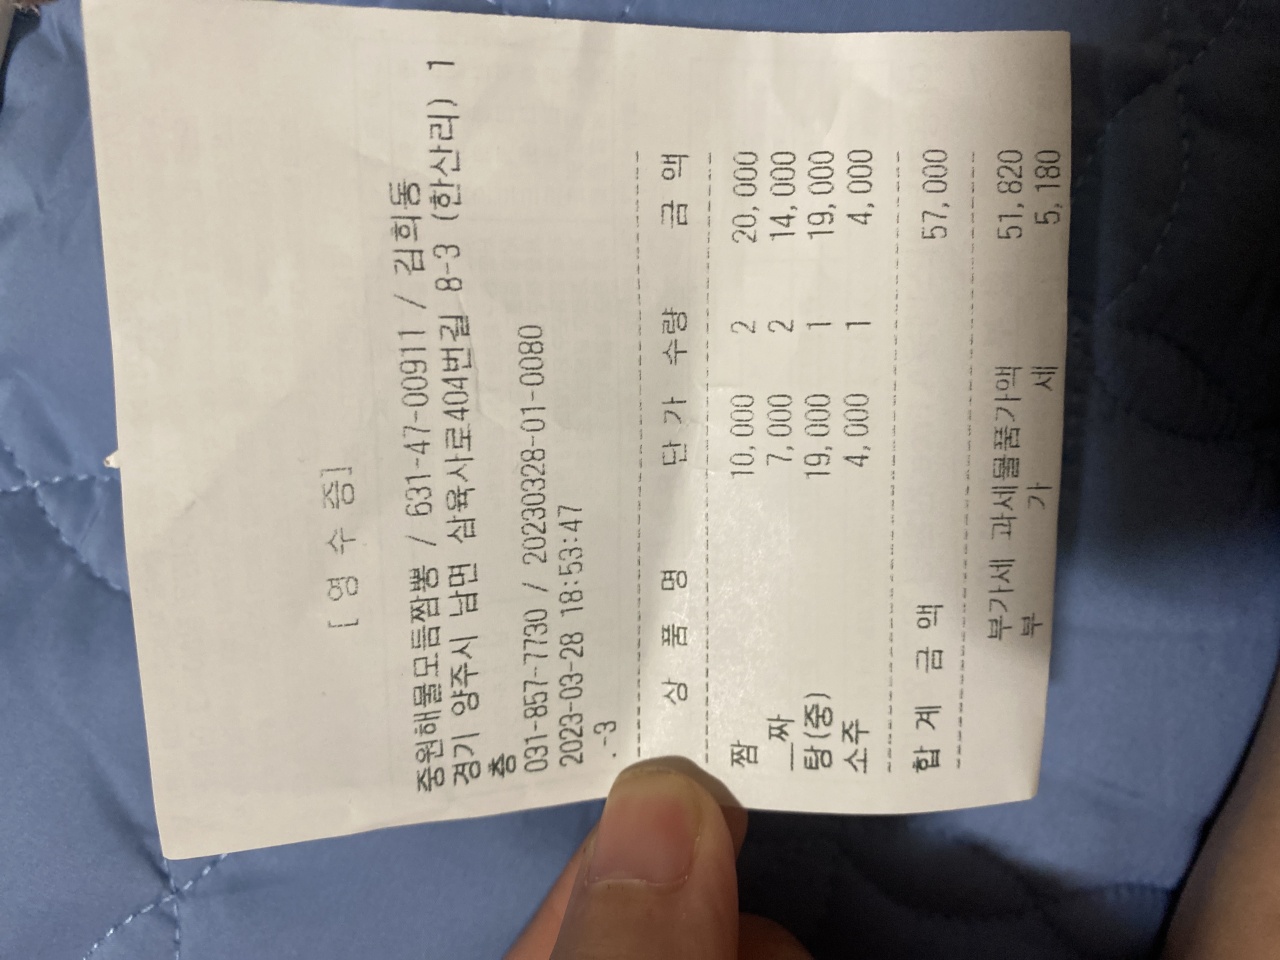 [ 영 수 증]
중원해물모듬짬뽕 / 631-47-00911 / 김희동
경기 양주시 남면 삼육사로404번길 8-3 (한산리) 1
층
031-857-7730 / 20230328-01-0080
2023-03-28 18:53:47
.-3
상 품 명 단 가 수량 금 액
짬 10,000 2 20,000
__짜 7,000 2 14,000
탕(중) 19,000 1 19,000
소주 4,000 1 4,000
합 계 금 액 57,000
부가세 과세물품가액 51,820
부 가 세 5,180